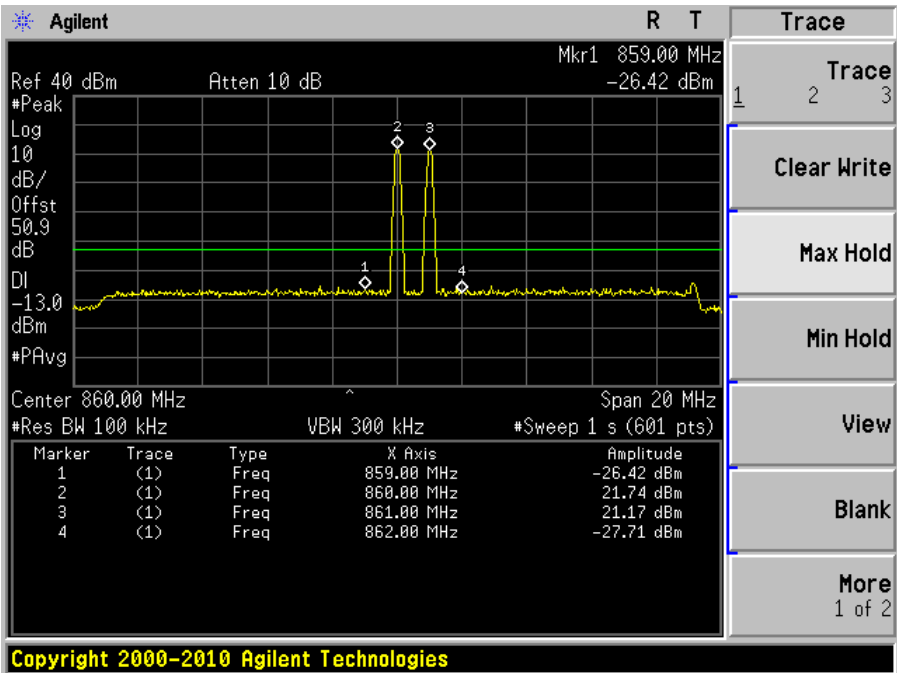 Agilent R T
Mkr1 859.00 MHz
Ref 40 dBm Atten 10 dB -26.42 dBm
#Peak
Log
10
dB/
Offst
50.9
dB
DI
-13.0
dBm
#PAvg
2 3
1 4
Center 860.00 MHz ^ Span 20 MHz
#Res BW 100 kHz VBW 300 kHz #Sweep 1 s (601 pts)
Marker Trace Type X Axis Amplitude
1 (1) Freq 859.00 MHz -26.42 dBm
2 (1) Freq 860.00 MHz 21.74 dBm
3 (1) Freq 861.00 MHz 21.17 dBm
4 (1) Freq 862.00 MHz -27.71 dBm
Copyright 2000-2010 Agilent Technologies
Trace
Trace
1 2 3
Clear Write
Max Hold
Min Hold
View
Blank
More
1 of 2